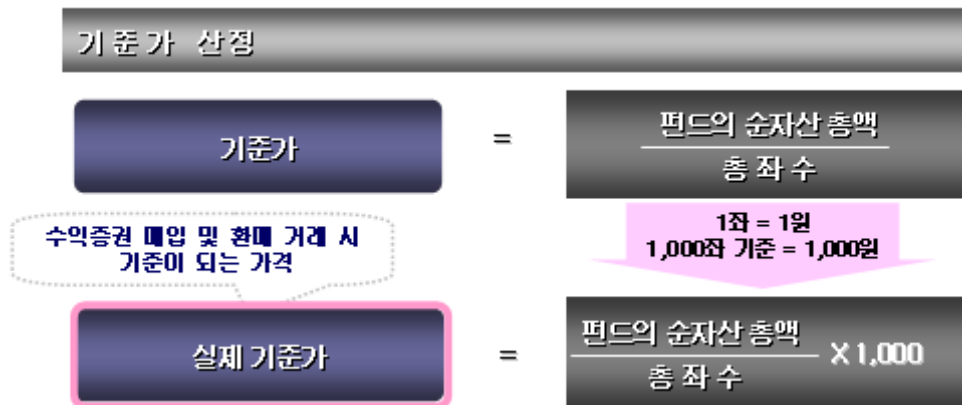 기준가 산정
기준가
=
펀드의 순자산 총액
총 좌 수
수익증권 매입 및 환매 거래 시
기준이 되는 가격
1좌 = 1원
1,000좌 기준 = 1,000원
실제 기준가
=
펀드의 순자산 총액
총 좌 수
X 1,000